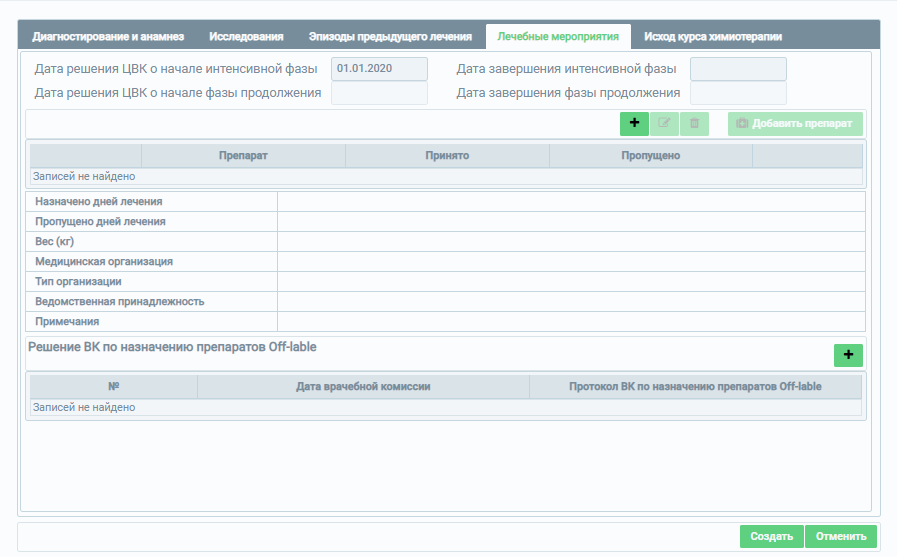 Диагностирование и анамнез Исследования Эпизоды предыдущего лечения Лечебные мероприятия Исход курса химиотерапии
Дата решения ЦВК о начале интенсивной фазы 01.01.2020 Дата завершения интенсивной фазы
Дата решения ЦВК о начале фазы продолжения Дата завершения фазы продолжения
+ Добавить препарат
Препарат Принято Пропущено
Записей не найдено
Назначено дней лечения
Пропущено дней лечения
Вес (кг)
Медицинская организация
Тип организации
Ведомственная принадлежность
Примечания
Решение ВК по назначению препаратов Off-lable
+
№ Дата врачебной комиссии Протокол ВК по назначению препаратов Off-lable
Записей не найдено
Создать Отменить